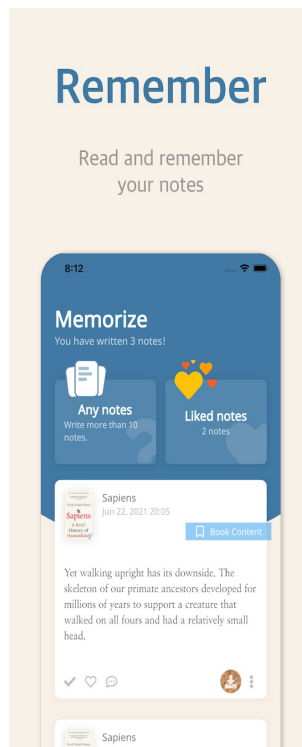 Remember
Read and remember
your notes
8:12
Memorize
You have written 3 notes!
Any notes
Write more than 10
notes.
Liked notes
2 notes
Sapiens
Jun 22, 2021 20:05
Sapiens
A Brief
History of
Humankind
Book Content
Yet walking upright has its downside. The
skeleton of our primate ancestors developed for
millions of years to support a creature that
walked on all fours and had a relatively small
head.
Sapiens